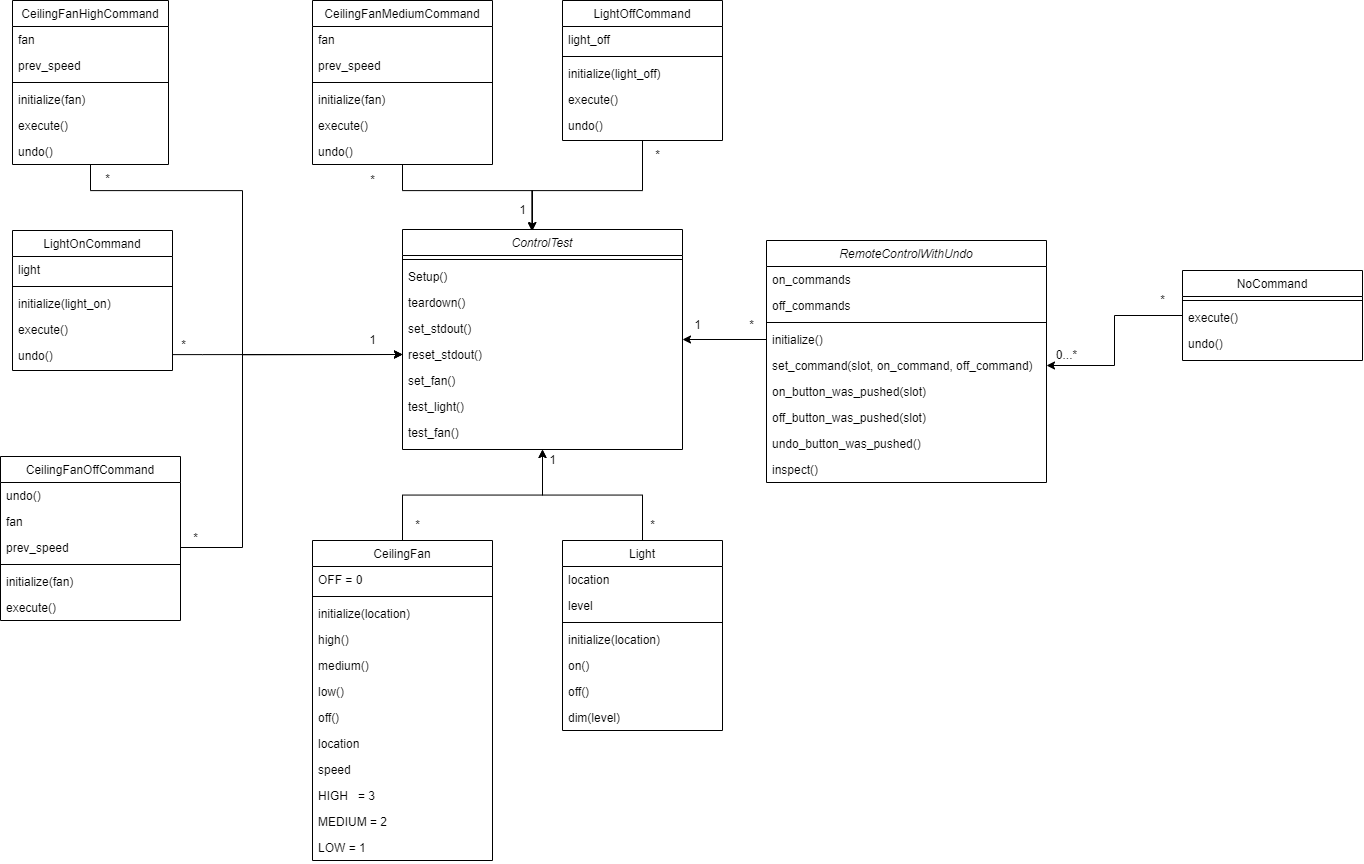 CeilingFanHighCommand
fan
prev_speed
initialize(fan)
execute()
undo()
*
CeilingFanMediumCommand
fan
prev_speed
initialize(fan)
execute()
undo()
*
LightOffCommand
light_off
initialize(light_off)
execute()
undo()
*
1
LightOnCommand
light
initialize(light_on)
execute()
undo()
*
1
ControlTest
Setup()
teardown()
set_stdout()
reset_stdout()
set_fan()
test_light()
test_fan()
1
*
RemoteControlWithUndo
on_commands
off_commands
initialize()
set_command(slot, on_command, off_command)
on_button_was_pushed(slot)
off_button_was_pushed(slot)
undo_button_was_pushed()
inspect()
0...*
*
NoCommand
execute()
undo()
CeilingFanOffCommand
undo()
fan
prev_speed
initialize(fan)
execute()
*
1
*
*
CeilingFan
OFF = 0
initialize(location)
high()
medium()
low()
off()
location
speed
HIGH = 3
MEDIUM = 2
LOW = 1
Light
location
level
initialize(location)
on()
off()
dim(level)